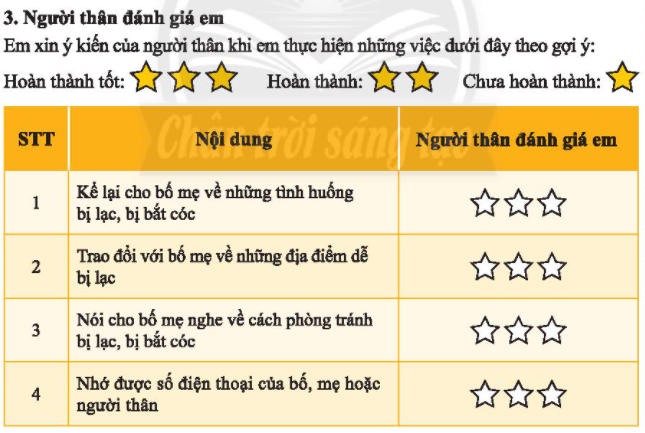 3. Người thân đánh giá em
Em xin ý kiến của người thân khi em thực hiện những việc dưới đây theo gợi ý:
Hoàn thành tốt: Hoàn thành: Chưa hoàn thành:
Chân trời sáng tạo
STT Nội dung Người thân đánh giá em
1 Kể lại cho bố mẹ về những tình huống
bị lạc, bị bắt cóc
2 Trao đổi với bố mẹ về những địa điểm dễ
bị lạc
3 Nói cho bố mẹ nghe về cách phòng tránh
bị lạc, bị bắt cóc
4 Nhớ được số điện thoại của bố, mẹ hoặc
người thân